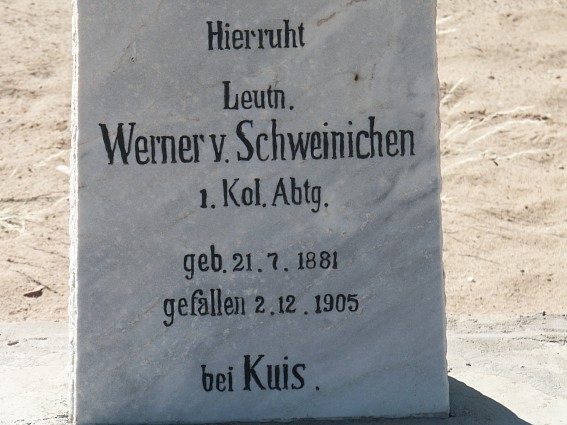 Hierruht
Leutn.
Werner v. Schweinichen
1. Kol. Abtg.
geb. 21.7.1881
gefallen 2.12.1905
bei Kuis.